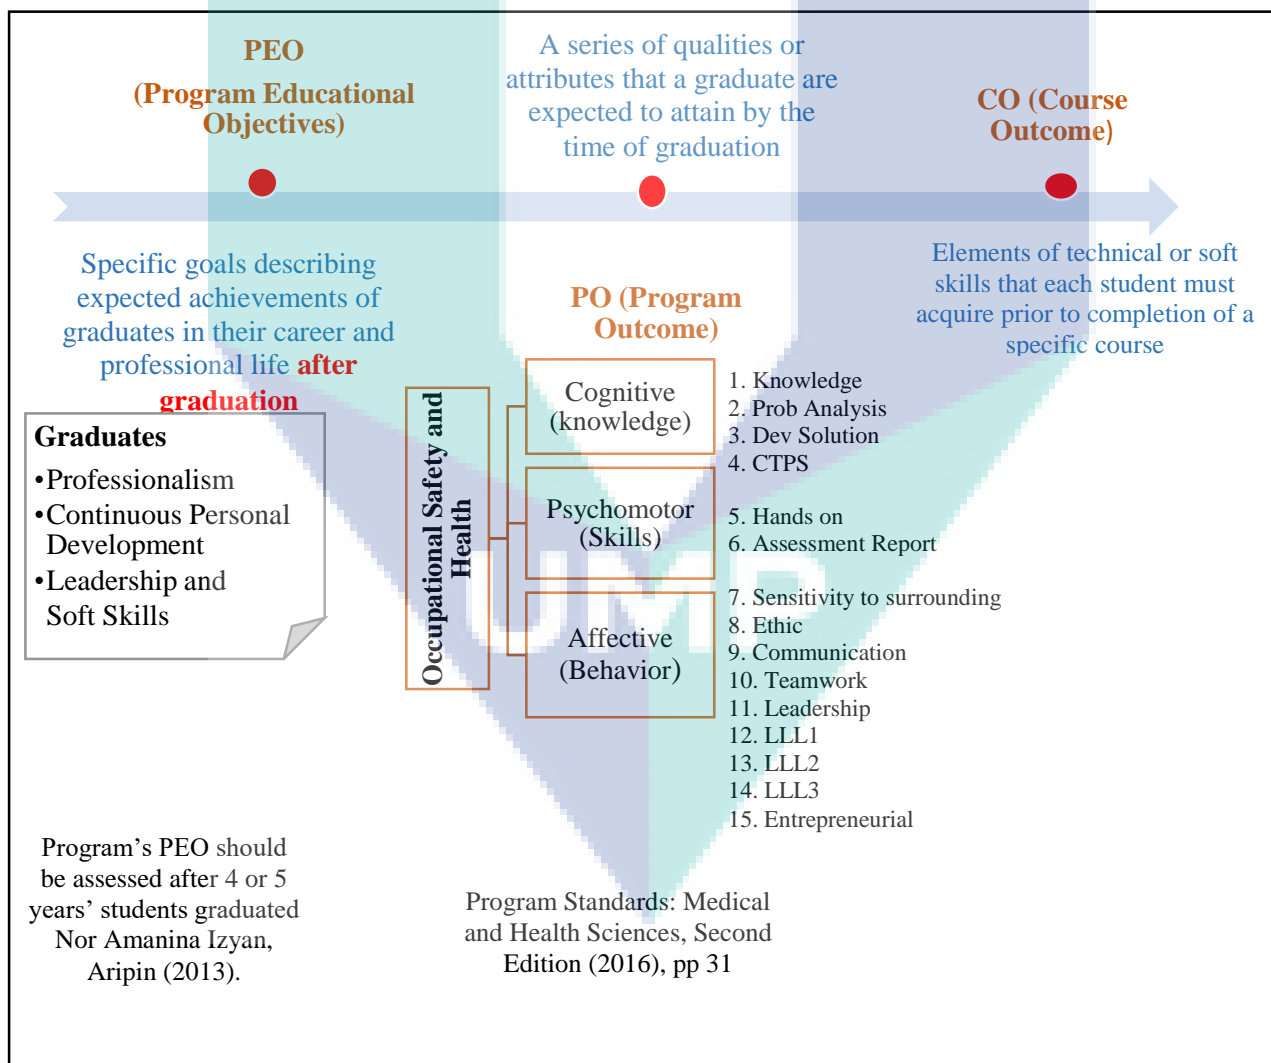 PEO
(Program Educational
Objectives)
A series of qualities or
attributes that a graduate are
expected to attain by the
time of graduation
CO (Course
Outcome)
Specific goals describing
expected achievements of
graduates in their career and
professional life after
graduation
PO (Program
Outcome)
Elements of technical or soft
skills that each student must
acquire prior to completion of a
specific course
Graduates
•Professionalism
•Continuous Personal
Development
•Leadership and
Soft Skills
Occupational Safety and
Health
Cognitive
(knowledge)
1. Knowledge
2. Prob Analysis
3. Dev Solution
4. CTPS
Psychomotor
(Skills)
5. Hands on
6. Assessment Report
Affective
(Behavior)
7. Sensitivity to surrounding
8. Ethic
9. Communication
10. Teamwork
11. Leadership
12. LLL1
13. LLL2
14. LLL3
15. Entrepreneurial
UMP
Program’s PEO should
be assessed after 4 or 5
years’ students graduated
Nor Amanina Izyan,
Aripin (2013).
Program Standards: Medical
and Health Sciences, Second
Edition (2016), pp 31